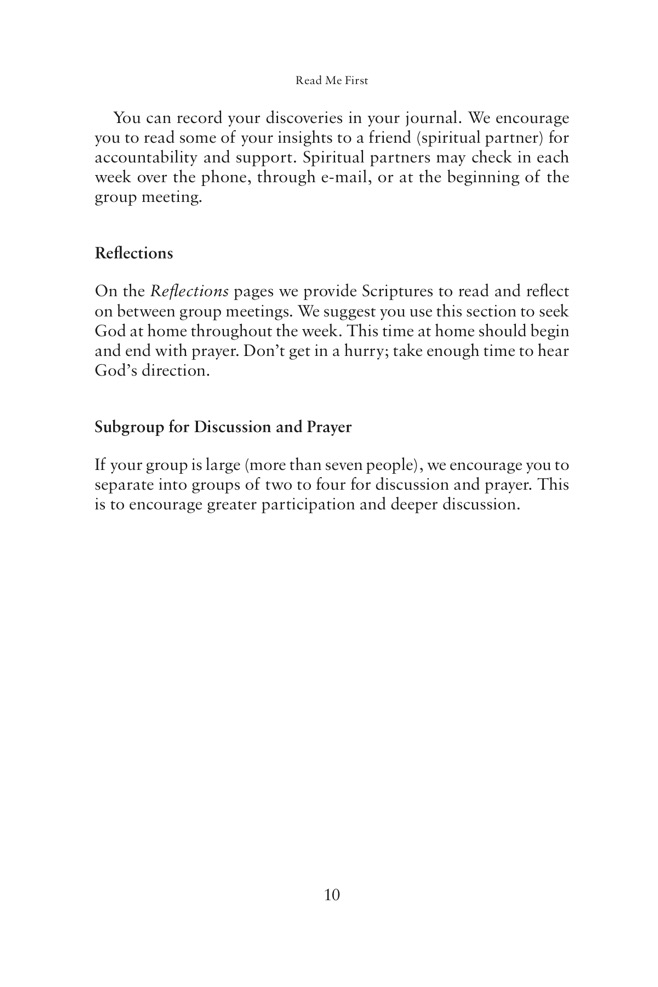 Read Me First
You can record your discoveries in your journal. We encourage
you to read some of your insights to a friend (spiritual partner) for
accountability and support. Spiritual partners may check in each
week over the phone, through e-mail, or at the beginning of the
group meeting.
Reflections
On the Reflections pages we provide Scriptures to read and reflect
on between group meetings. We suggest you use this section to seek
God at home throughout the week. This time at home should begin
and end with prayer. Don’t get in a hurry; take enough time to hear
God’s direction.
Subgroup for Discussion and Prayer
If your group is large (more than seven people), we encourage you to
separate into groups of two to four for discussion and prayer. This
is to encourage greater participation and deeper discussion.
10